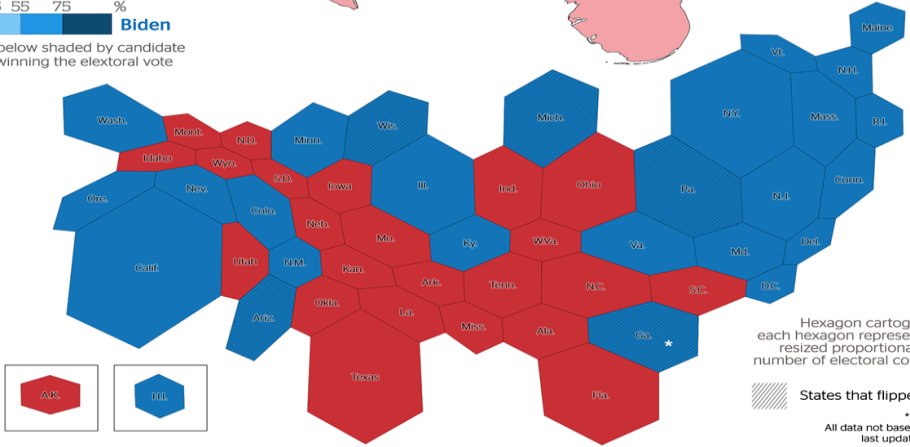 55 75 %
Biden
below shaded by candidate
winning the elextoral vote
Maine
Vt.
N.H.
Wash.
Mont.
N.D.
Minn.
Wis.
Mich.
N.Y.
Mass.
R.I.
Idaho
Wyo.
S.D.
Iowa
Ill.
Ind.
Ohio
Pa.
N.J.
Conn.
Ore.
Nev.
Colo.
Neb.
Mo.
Ky.
W.Va.
Va.
Md.
Del.
Calif.
Utah
N.M.
Kan.
Ark.
Tenn.
N.C.
S.C.
D.C.
Ariz.
Okla.
La.
Miss.
Ala.
Ga.
*
Texas
Fla.
A.K.
H.I.
Hexagon cartog
each hexagon represe
resized proportiona
number of electoral co
States that flippe
*
All data not base
last upda